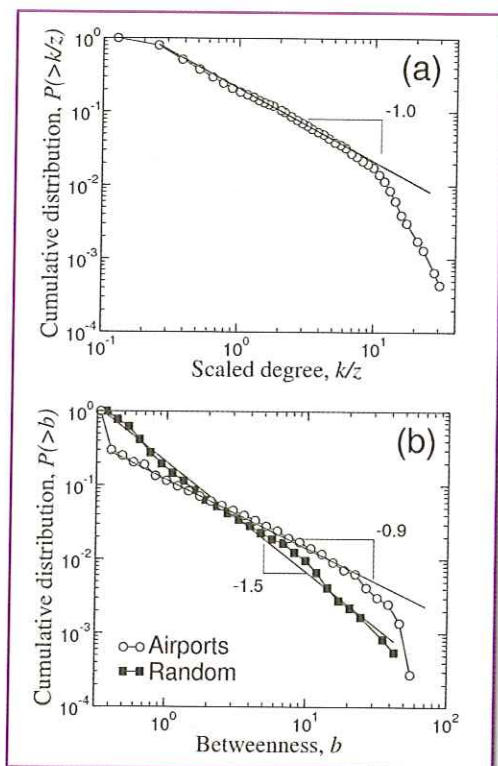 10^0
10^-1
10^-2
10^-3
10^-4
Cumulative distribution, P(>k/z)
(a)
-1.0
10^-1
10^0
10^1
Scaled degree, k/z
10^0
10^-1
10^-2
10^-3
10^-4
Cumulative distribution, P(>b)
(b)
-0.9
-1.5
Airports
Random
10^0
10^1
10^2
Betweenness, b